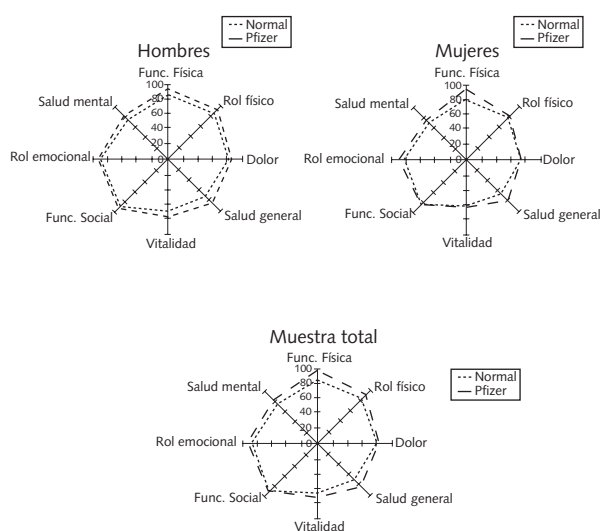 Normal
Pfizer
Hombres
Func. Física
100
80
60
40
20
0
Rol físico
Dolor
Salud general
Vitalidad
Func. Social
Rol emocional
Salud mental
Normal
Pfizer
Mujeres
Func. Física
100
80
60
40
20
0
Rol físico
Dolor
Salud general
Vitalidad
Func. Social
Rol emocional
Salud mental
Muestra total
Func. Física
100
80
60
40
20
0
Rol físico
Dolor
Salud general
Vitalidad
Func. Social
Rol emocional
Salud mental
Normal
Pfizer